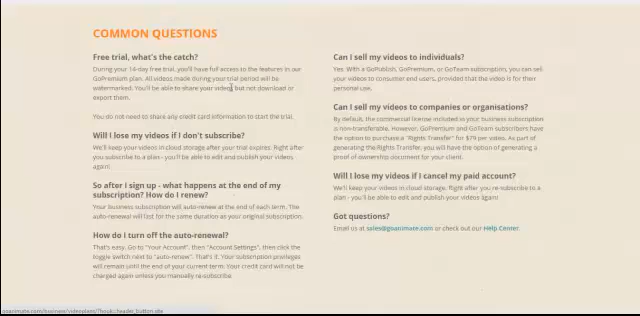 COMMON QUESTIONS
Free trial, what's the catch?
During your 14-day free trial, you'll have full access to the features in our
GoPremium plan. All videos made during your trial period will be
watermarked. You'll be able to share your videos, but not download or
export them.
You do not need to share any credit card information to start the trial.
Will I lose my videos if I don't subscribe?
We'll keep your videos in cloud storage after your trial expires. Right after
you subscribe to a plan - you'll be able to edit and publish your videos
again!
So after I sign up - what happens at the end of my
subscription? How do I renew?
Your business subscription will auto-renew at the end of each term. The
auto-renewal will last for the same duration as your original subscription.
How do I turn off the auto-renewal?
That's easy. Go to "Your Account", then "Account Settings", then click the
toggle switch next to "auto-renew". That's it. Your subscription privileges
will remain until the end of your current term. Your credit card will not be
charged again unless you manually re-subscribe.
Can I sell my videos to individuals?
Yes. With a GoPublish, GoPremium, or GoTeam subscription, you can sell
your videos to consumer end users, provided that the video is for their
personal use.
Can I sell my videos to companies or organisations?
By default, the commercial license included in your business subscription
is non-transferable. However, GoPremium and GoTeam subscribers have
the option to purchase a "Rights Transfer" for $79 per video. As part of
generating the Rights Transfer, you will have the option of generating a
proof of ownership document for your client.
Will I lose my videos if I cancel my paid account?
We'll keep your videos in cloud storage. Right after you re-subscribe to a
plan - you'll be able to edit and publish your videos again!
Got questions?
Email us at sales@goanimate.com or check out our Help Center.
goanimate.com/business/videoplans/?hook=header_button.site